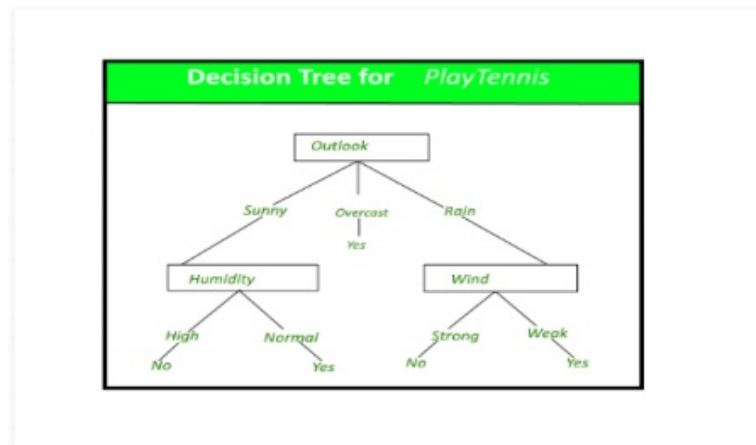 Decision Tree for PlayTennis
Outlook
Sunny Overcast Rain
Yes
Humidity Wind
High Normal Strong Weak
No Yes No Yes